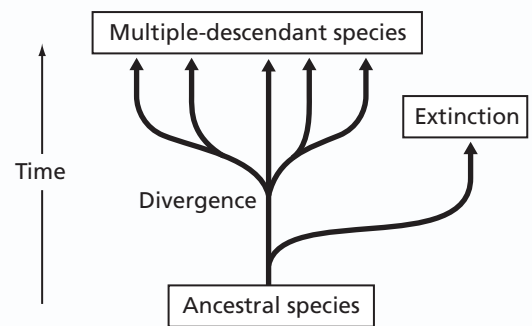 Multiple-descendant species
Extinction
Time
Divergence
Ancestral species